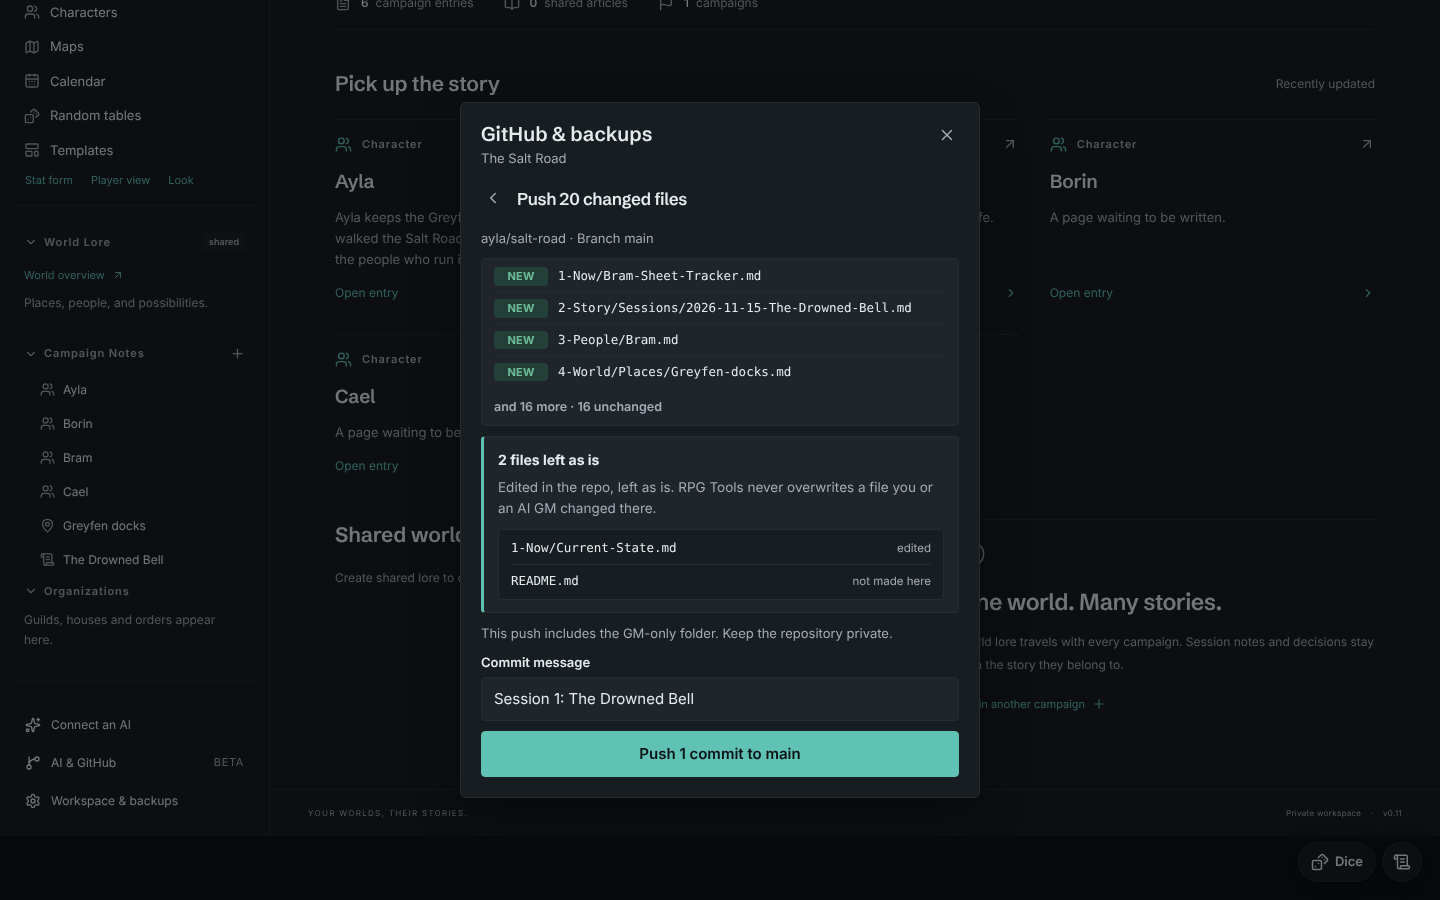 Characters
Maps
Calendar
Random tables
Templates
Stat form Player view Look
World Lore shared
World overview
Places, people, and possibilities.
Campaign Notes
Ayla
Borin
Bram
Cael
Greyfen docks
The Drowned Bell
Organizations
Guilds, houses and orders appear
here.
Connect an AI
AI & GitHub BETA
Workspace & backups
6 campaign entries 0 shared articles 1 campaigns
Pick up the story
Recently updated
Character
Ayla
Ayla keeps the
walked the Salt Road
the people who run
Open entry
Character
Borin
A page waiting to be written.
Open entry
Character
Cael
A page waiting to be
Open entry
Shared
Create shared lore to
world. Many stories.
lore travels with every campaign. Session notes and decisions stay
the story they belong to.
another campaign
YOUR WORLDS, THEIR STORIES.
Private workspace · v0.11
Dice
GitHub & backups
The Salt Road
Push 20 changed files
ayla/salt-road · Branch main
NEW 1-Now/Bram-Sheet-Tracker.md
NEW 2-Story/Sessions/2026-11-15-The-Drowned-Bell.md
NEW 3-People/Bram.md
NEW 4-World/Places/Greyfen-docks.md
and 16 more · 16 unchanged
2 files left as is
Edited in the repo, left as is. RPG Tools never overwrites a file you or
an AI GM changed there.
1-Now/Current-State.md edited
README.md not made here
This push includes the GM-only folder. Keep the repository private.
Commit message
Session 1: The Drowned Bell
Push 1 commit to main